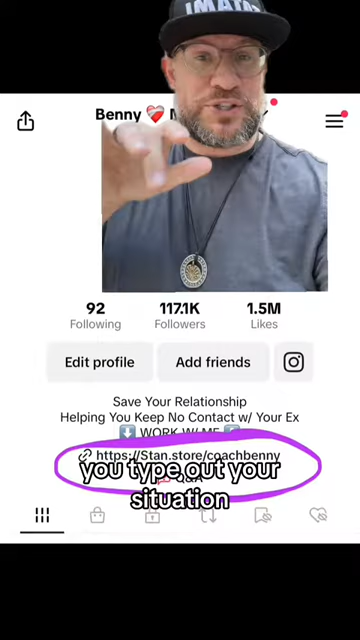 Benny ❤️‍🩹 M
92
117.1K
1.5M
Following
Followers
Likes
Edit profile
Add friends
Save Your Relationship
Helping You Keep No Contact w/ Your Ex
⬇️ WORK W/ ME ⬇️
https://Stan.store/coachbenny
Q&A
you type out your
situation